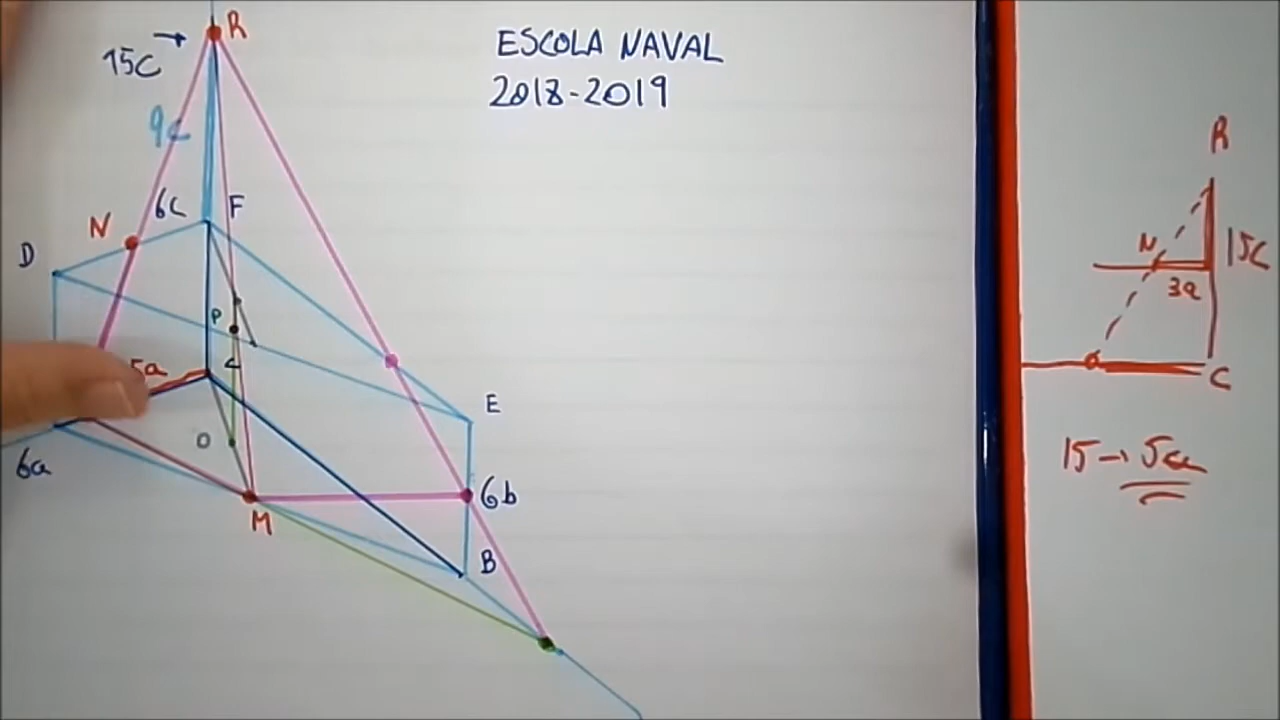 R
15C
ESCOLA NAVAL
2018-2019
9C
R
6C
F
N
D
15C
N
3a
P
C
5a
C
E
O
6a
6b
15→5a
M
B